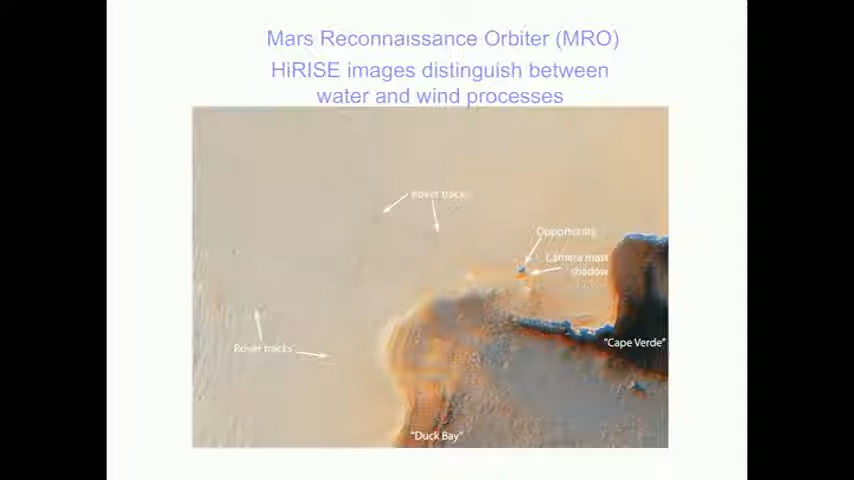 Mars Reconnaissance Orbiter (MRO)
HiRISE images distinguish between
water and wind processes
Rover tracks
Opportunity
Camera mast
shadow
"Cape Verde"
Rover tracks
"Duck Bay"